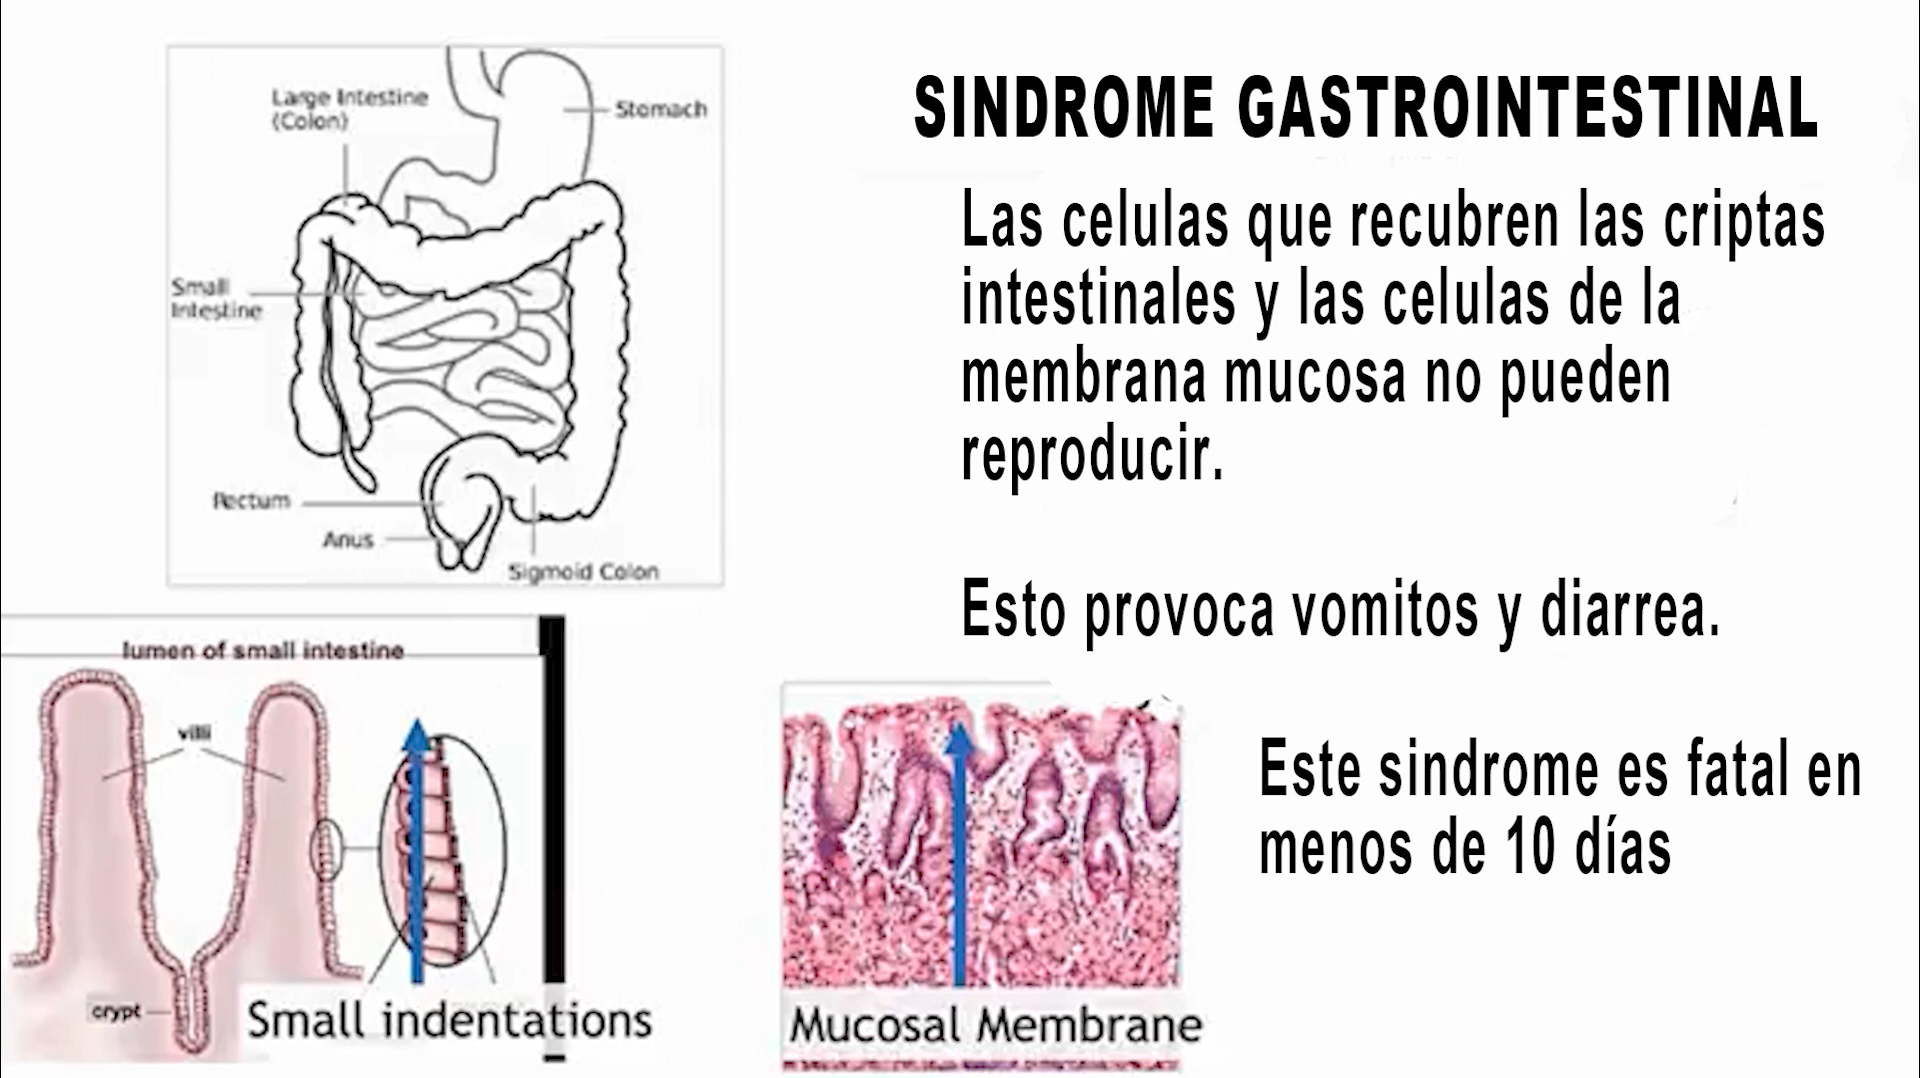 SINDROME GASTROINTESTINAL
Las celulas que recubren las criptas
intestinales y las celulas de la
membrana mucosa no pueden
reproducir.
Esto provoca vomitos y diarrea.
Este sindrome es fatal en
menos de 10 días
Large Intestine
(Colon)
Stomach
Small
Intestine
Rectum
Anus
Sigmoid Colon
lumen of small intestine
villi
crypt
Small indentations
Mucosal Membrane